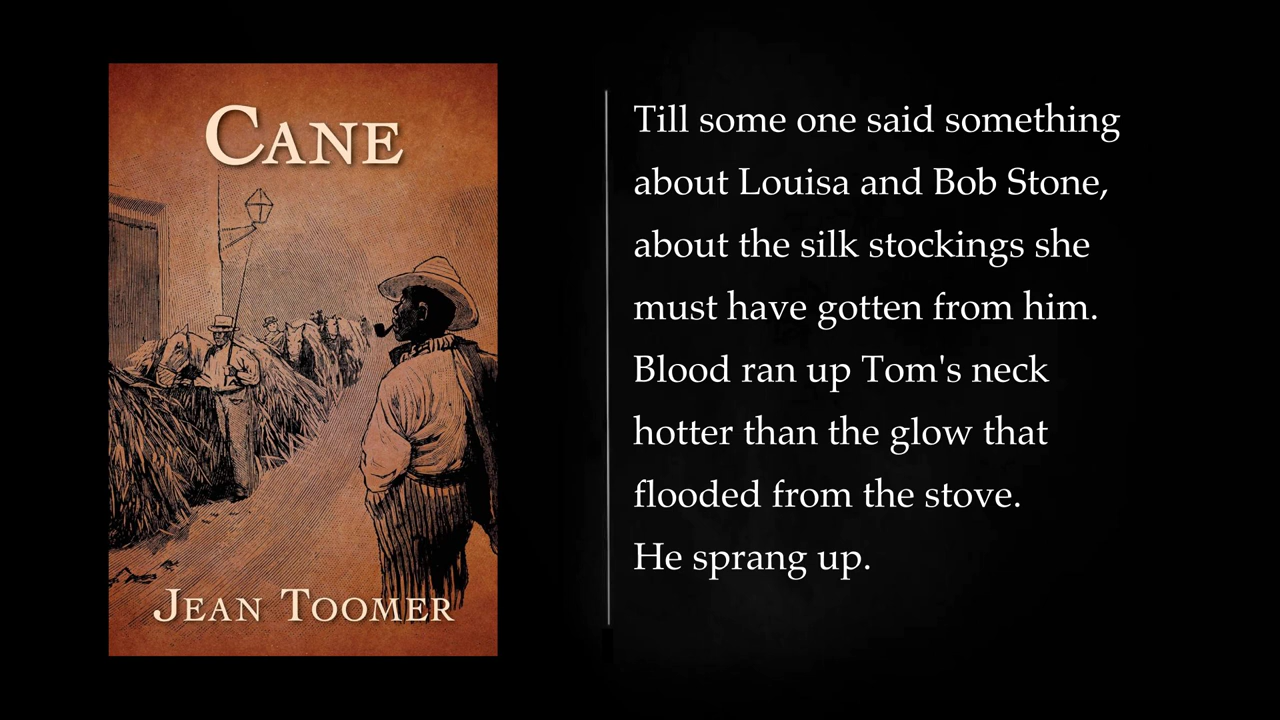 CANE
JEAN TOOMER
Till some one said something
about Louisa and Bob Stone,
about the silk stockings she
must have gotten from him.
Blood ran up Tom's neck
hotter than the glow that
flooded from the stove.
He sprang up.